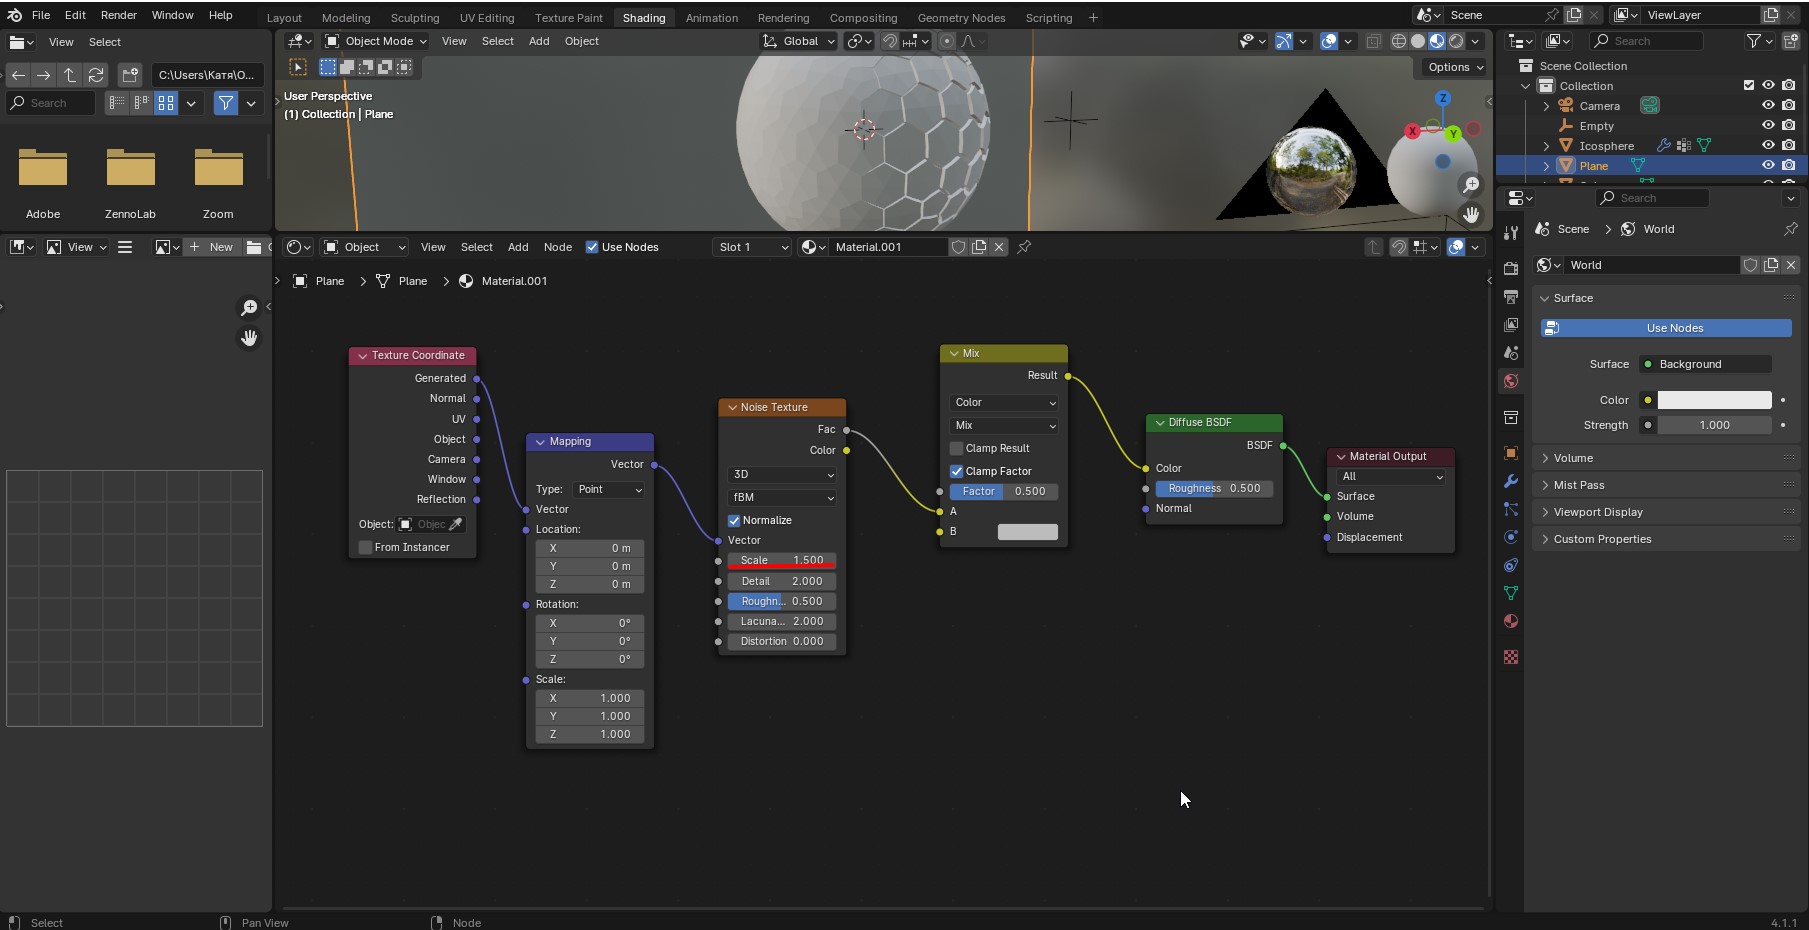 File Edit Render Window Help Layout Modeling Sculpting UV Editing Texture Paint Shading Animation Rendering Compositing Geometry Nodes Scripting + Scene ViewLayer
View Select Object Mode View Select Add Object Global Search
C:\Users\Катя\O... Options
Search
User Perspective
(1) Collection | Plane
Scene Collection
Collection
Camera
Empty
Icosphere
Plane
Z
X
Y
Adobe ZennoLab Zoom
Search
Scene > World
View + New Object View Select Add Node Use Nodes Slot 1 Material.001
World
Plane > Plane > Material.001
Surface
Use Nodes
Surface Background
Color
Strength 1.000
Volume
Mist Pass
Viewport Display
Custom Properties
Texture Coordinate
Generated
Normal
UV
Object
Camera
Window
Reflection
Object: Objec
From Instancer
Mapping
Vector
Type: Point
Vector
Location:
X 0 m
Y 0 m
Z 0 m
Rotation:
X 0°
Y 0°
Z 0°
Scale:
X 1.000
Y 1.000
Z 1.000
Noise Texture
Fac
Color
3D
fBM
Normalize
Vector
Scale 1.500
Detail 2.000
Roughn... 0.500
Lacuna... 2.000
Distortion 0.000
Mix
Result
Color
Mix
Clamp Result
Clamp Factor
Factor 0.500
A
B
Diffuse BSDF
BSDF
Color
Roughness 0.500
Normal
Material Output
All
Surface
Volume
Displacement
Select Pan View Node 4.1.1